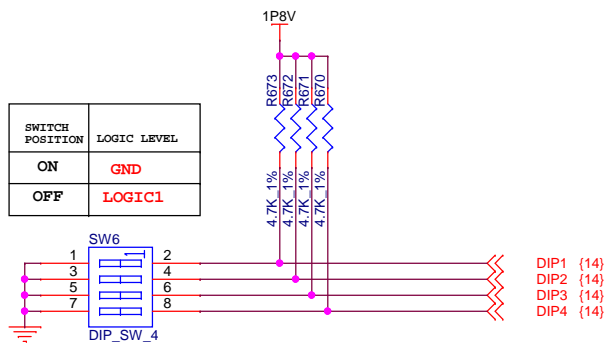 1P8V
R673
R672
R671
R670
4.7K_1%
4.7K_1%
4.7K_1%
4.7K_1%
SWITCH POSITION LOGIC LEVEL
ON GND
OFF LOGIC1
SW6
1 2 DIP1 {14}
3 4 DIP2 {14}
5 6 DIP3 {14}
7 8 DIP4 {14}
DIP_SW_4